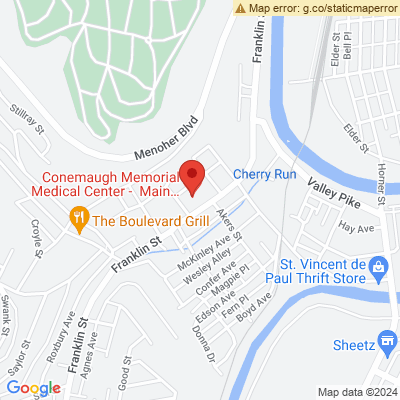 Map error: g.co/staticmaperror
Franklin St
Elder St
Bell Pl
Stillray St
Menoher Blvd
Elder St
Conemaugh Memorial
Medical Center - Main...
Cherry Run
Valley Pike
Horner St
The Boulevard Grill
Croyle St
Akers St
Hay Ave
Franklin St
McKinley Ave
Wesley Alley
Confer Ave
Magpie Pl
St. Vincent de
Paul Thrift Store
Swank St
Saylor St
Roxbury Ave
Franklin St
Agnes Ave
Good St
Edson Ave
Fern Pl
Boyd Ave
Donna Dr
Sheetz
Google
Map data ©2024